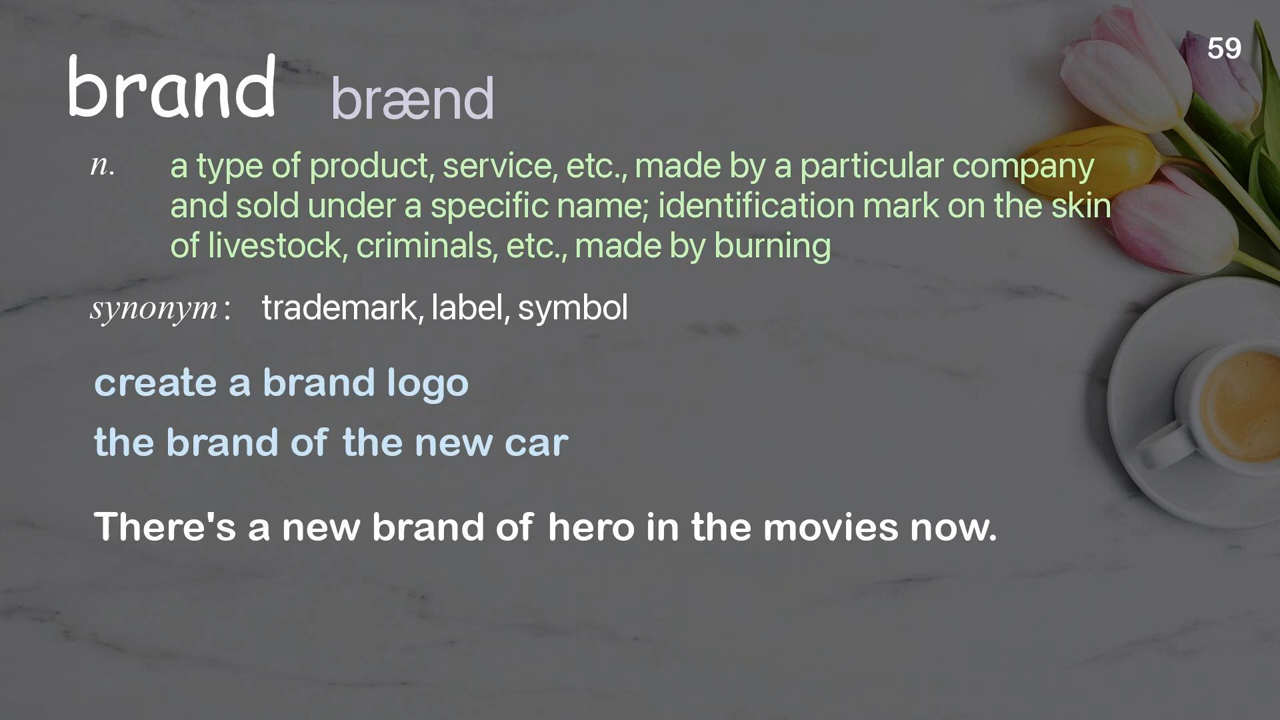 59
brand brænd
n. a type of product, service, etc., made by a particular company
and sold under a specific name; identification mark on the skin
of livestock, criminals, etc., made by burning
synonym: trademark, label, symbol
create a brand logo
the brand of the new car
There's a new brand of hero in the movies now.